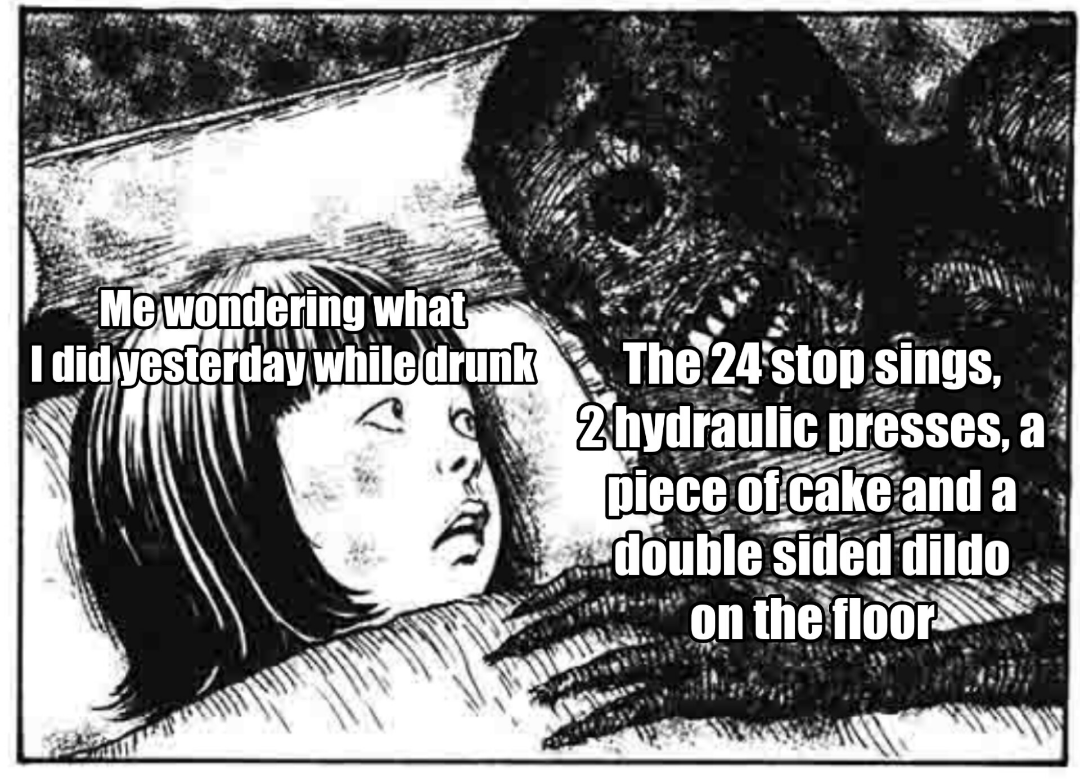 Me wondering what
I did yesterday while drunk
The 24 stop sings,
2 hydraulic presses, a
piece of cake and a
double sided dildo
on the floor